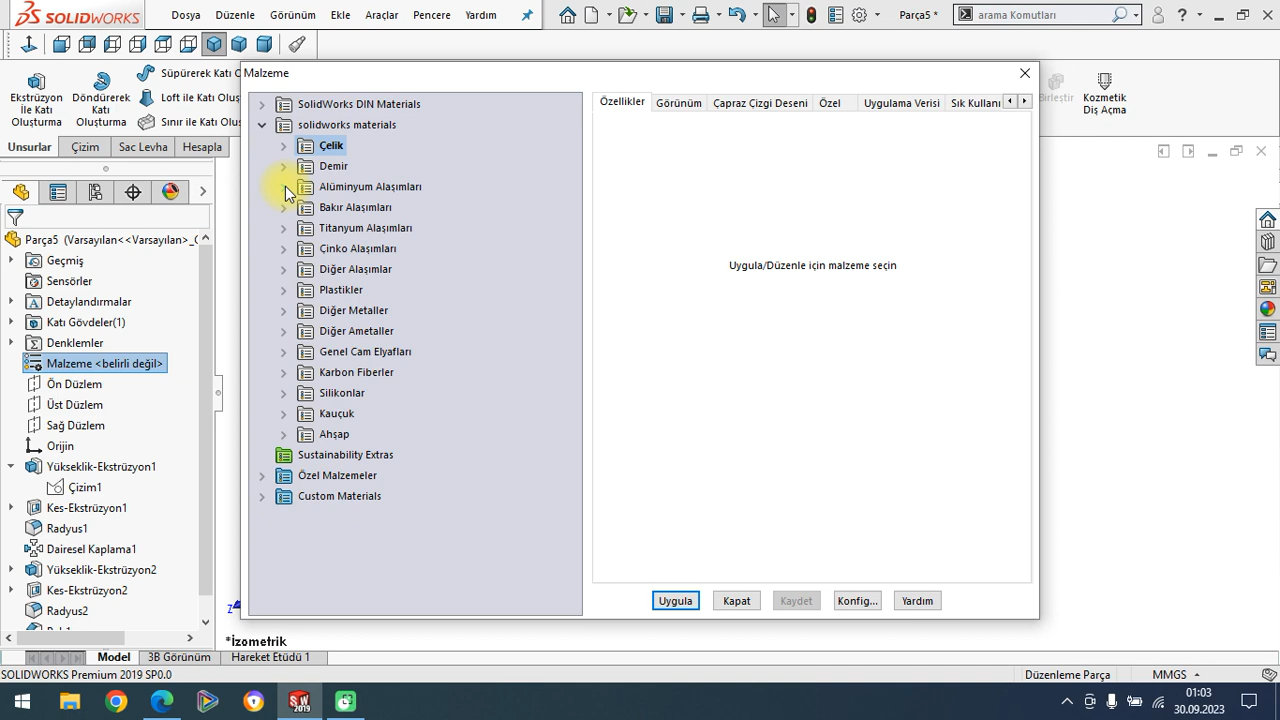 SOLIDWORKS
Dosya
Düzenle
Görünüm
Ekle
Araçlar
Pencere
Yardım
Parça5
arama Komutları
Ekstrüzyon
İle Katı
Oluşturma
Döndürerek
Katı
Oluşturma
Süpürerek Katı O
Loft ile Katı Olu
Sınır ile Katı Ol
Birleştir
Kozmetik
Diş Açma
Unsurlar
Çizim
Sac Levha
Hesapla
Parça5 (Varsayılan<<Varsayılan>_G
Geçmiş
Sensörler
Detaylandırmalar
Katı Gövdeler(1)
Denklemler
Malzeme <belirli değil>
Ön Düzlem
Üst Düzlem
Sağ Düzlem
Orijin
Yükseklik-Ekstrüzyon1
Çizim1
Kes-Ekstrüzyon1
Radyus1
Dairesel Kaplama1
Yükseklik-Ekstrüzyon2
Kes-Ekstrüzyon2
Radyus2
Malzeme
SolidWorks DIN Materials
solidworks materials
Çelik
Demir
Alüminyum Alaşımları
Bakır Alaşımları
Titanyum Alaşımları
Çinko Alaşımları
Diğer Alaşımlar
Plastikler
Diğer Metaller
Diğer Ametaller
Genel Cam Elyafları
Karbon Fiberler
Silikonlar
Kauçuk
Ahşap
Sustainability Extras
Özel Malzemeler
Custom Materials
Özellikler
Görünüm
Çapraz Çizgi Deseni
Özel
Uygulama Verisi
Sık Kullanı
Uygula/Düzenle için malzeme seçin
Uygula
Kapat
Kaydet
Konfig...
Yardım
Z
*İzometrik
Model
3B Görünüm
Hareket Etüdü 1
SOLIDWORKS Premium 2019 SP0.0
Düzenleme Parça
MMGS
SW
2019
01:03
30.09.2023